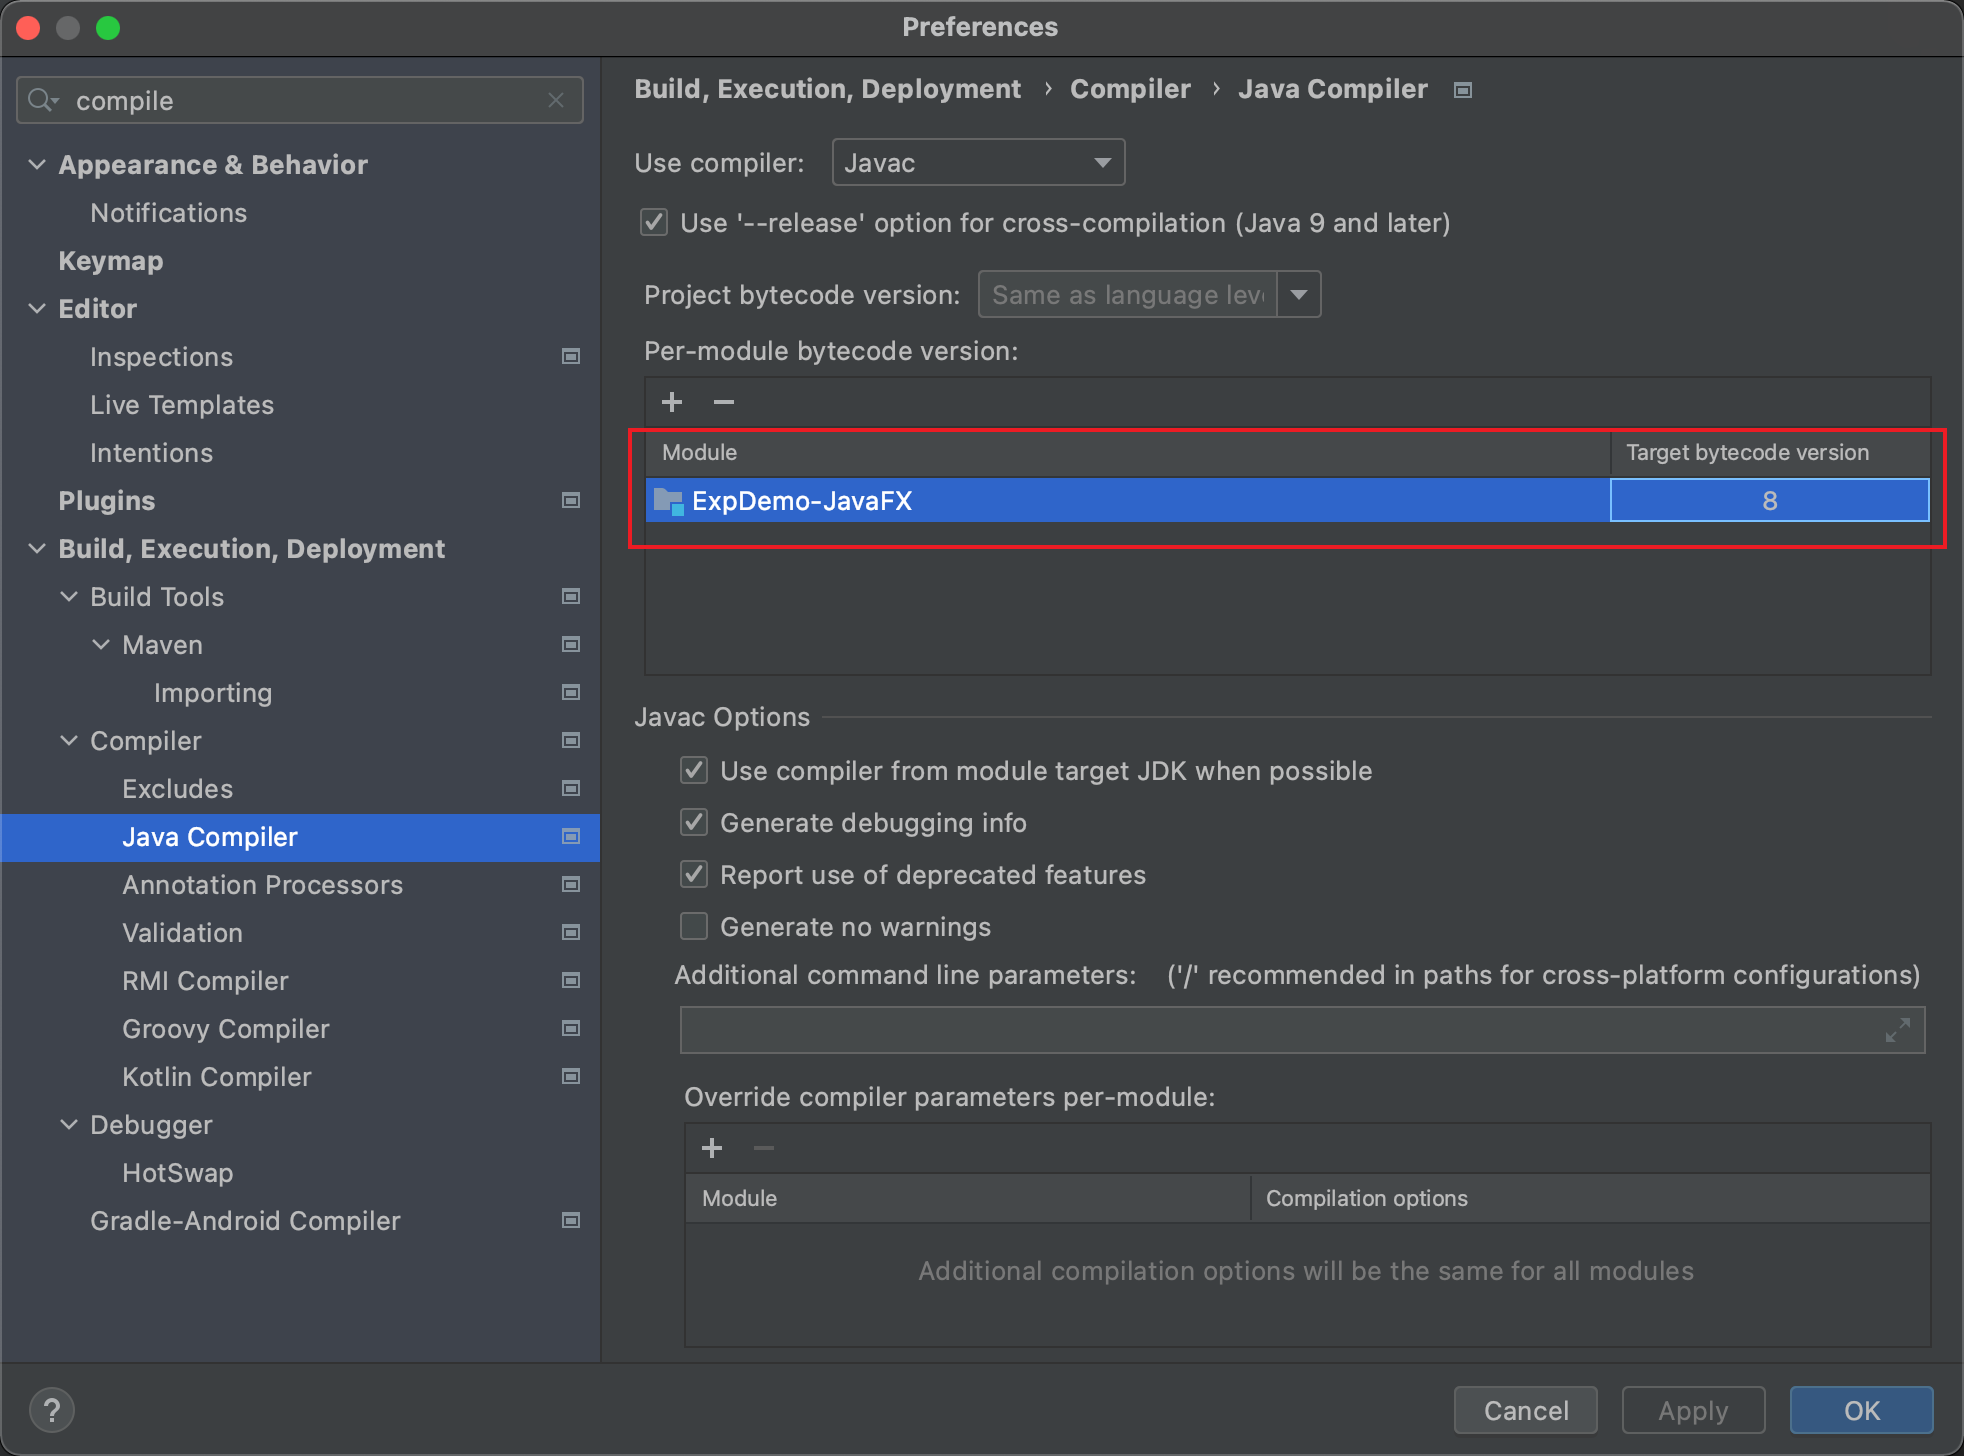 Preferences
compile
Appearance & Behavior
Notifications
Keymap
Editor
Inspections
Live Templates
Intentions
Plugins
Build, Execution, Deployment
Build Tools
Maven
Importing
Compiler
Excludes
Java Compiler
Annotation Processors
Validation
RMI Compiler
Groovy Compiler
Kotlin Compiler
Debugger
HotSwap
Gradle-Android Compiler
Build, Execution, Deployment › Compiler › Java Compiler
Use compiler: Javac
Use '--release' option for cross-compilation (Java 9 and later)
Project bytecode version: Same as language leve
Per-module bytecode version:
+ −
Module Target bytecode version
ExpDemo-JavaFX 8
Javac Options
Use compiler from module target JDK when possible
Generate debugging info
Report use of deprecated features
Generate no warnings
Additional command line parameters: ('/' recommended in paths for cross-platform configurations)
Override compiler parameters per-module:
+ −
Module Compilation options
Additional compilation options will be the same for all modules
? Cancel Apply OK